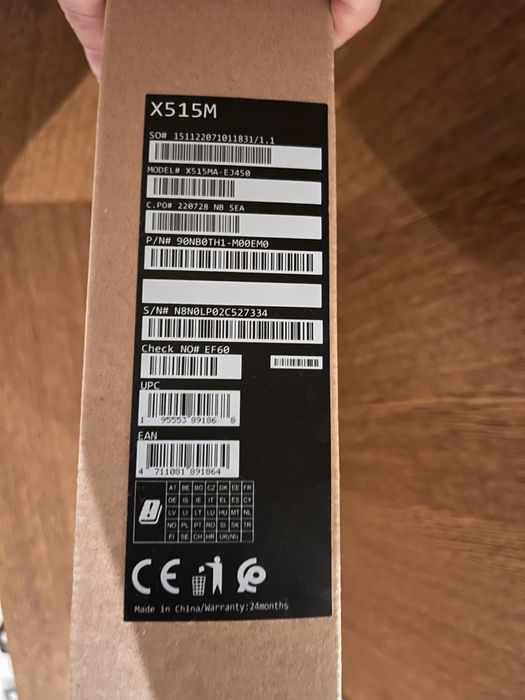 X515M
SO# 151122071011831/1.1
MODEL# X515MA-EJ450
C.PO# 220728 NB SEA
P/N# 90NB0TH1-M00EM0
S/N# N8N0LP02C527334
Check NO# EF60
UPC
1 95553 89186 8
EAN
4 711081 891864
AT BE BG CZ DK EE FR
DE IS IE IT EL ES CY
LV LI LT LU HU MT NL
NO PL PT RO SI SK TR
FI SE CH HR UK(NI)
CE
Made in China/Warranty:24months